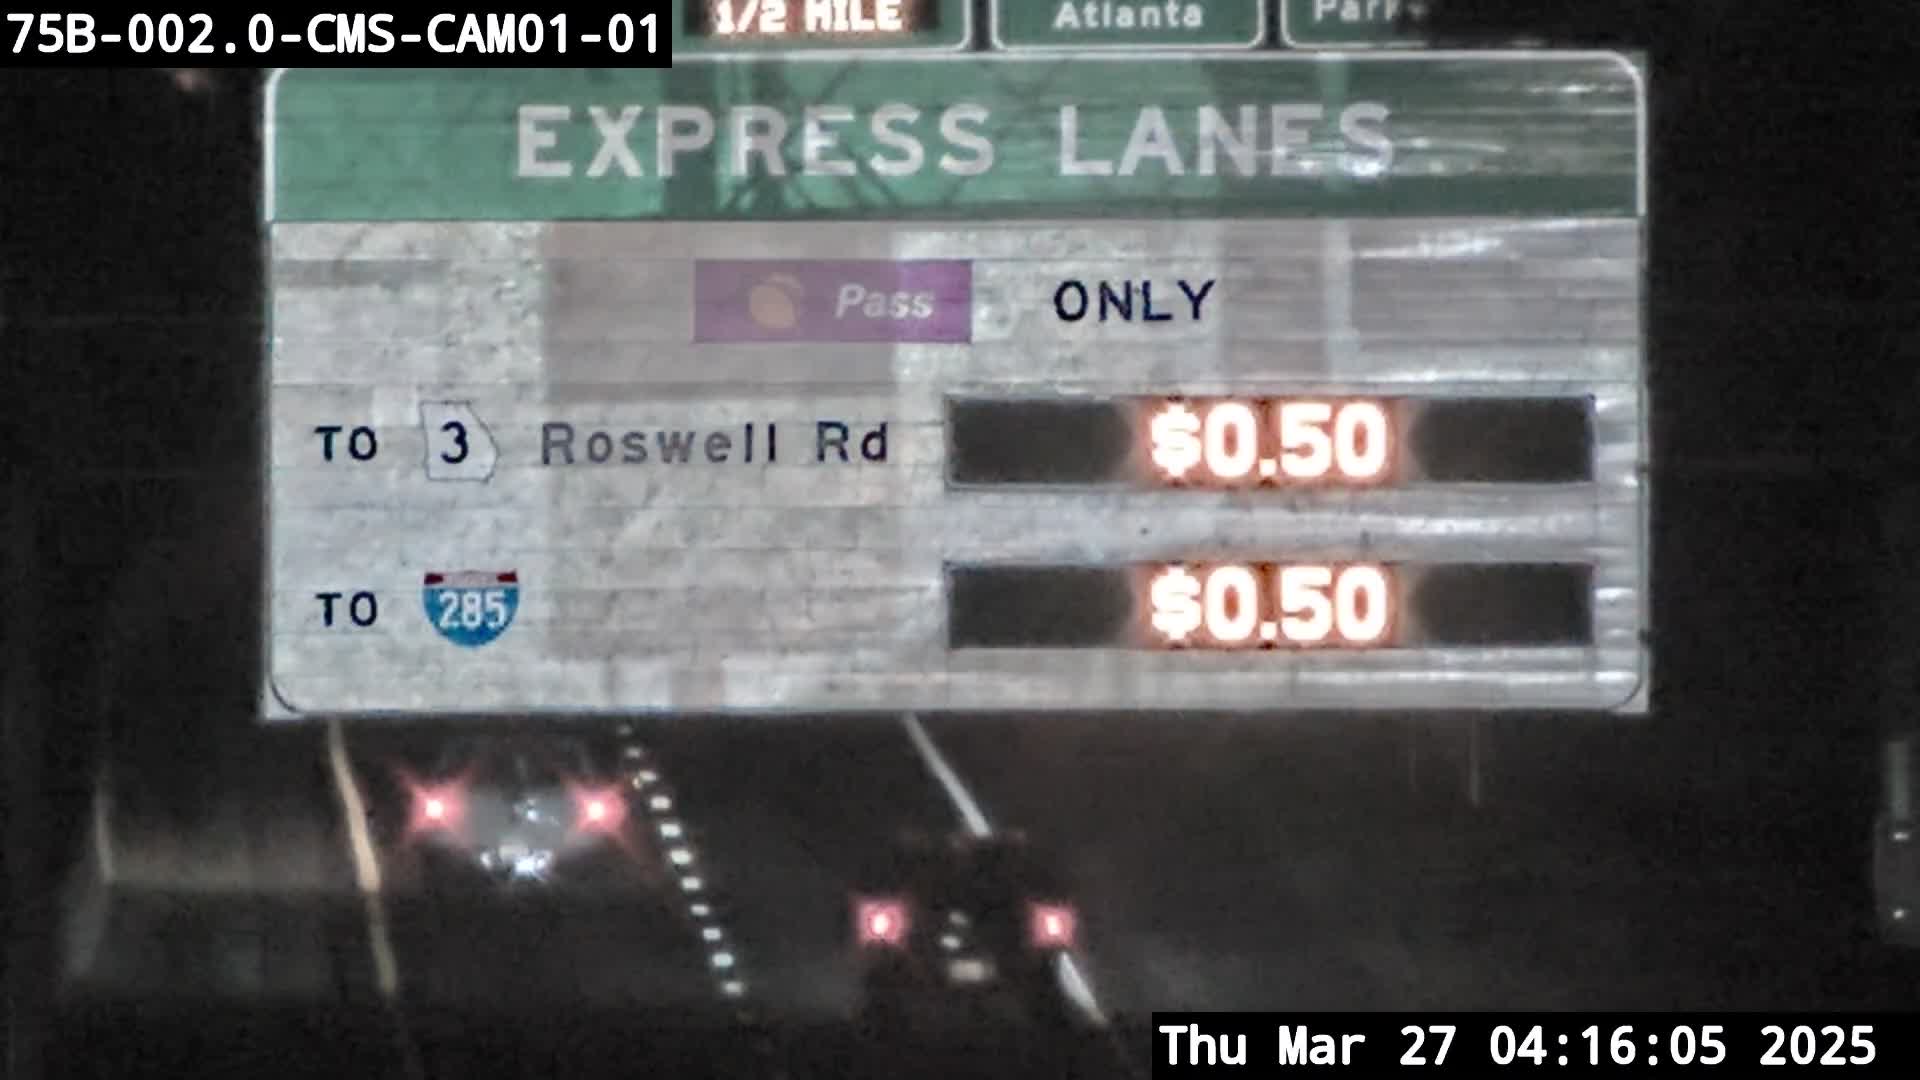 75B-002.0-CMS-CAM01-01
1/2 MILE
Atlanta
EXPRESS LANES
Pass ONLY
TO 3 Roswell Rd $0.50
TO 285 $0.50
Thu Mar 27 04:16:05 2025